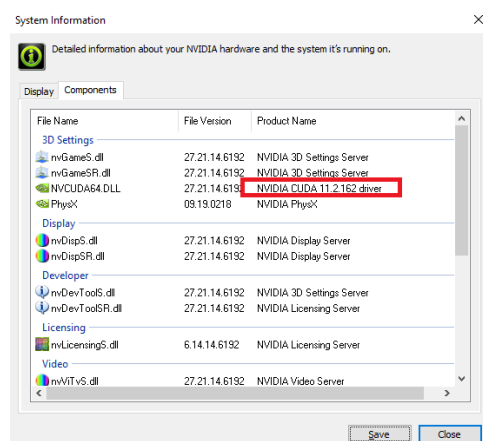 System Information
Detailed information about your NVIDIA hardware and the system it's running on.
Display Components
File Name File Version Product Name
3D Settings
nvGameS.dll 27.21.14.6192 NVIDIA 3D Settings Server
nvGameSR.dll 27.21.14.6192 NVIDIA 3D Settings Server
NVCUDA64.DLL 27.21.14.6192 NVIDIA CUDA 11.2.162 driver
PhysX 09.19.0218 NVIDIA PhysX
Display
nvDispS.dll 27.21.14.6192 NVIDIA Display Server
nvDispSR.dll 27.21.14.6192 NVIDIA Display Server
Developer
nvDevToolS.dll 27.21.14.6192 NVIDIA 3D Settings Server
nvDevToolSR.dll 27.21.14.6192 NVIDIA Licensing Server
Licensing
nvLicensingS.dll 6.14.14.6192 NVIDIA Licensing Server
Video
nvViTvS.dll 27.21.14.6192 NVIDIA Video Server
Save Close